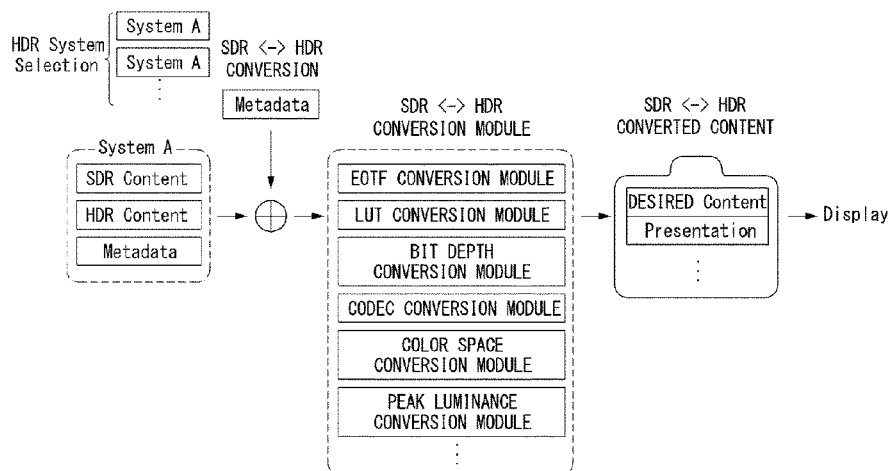 HDR System
Selection
System A
System A
SDR <-> HDR
CONVERSION
Metadata
System A
SDR Content
HDR Content
Metadata
SDR <-> HDR
CONVERSION MODULE
EOTF CONVERSION MODULE
LUT CONVERSION MODULE
BIT DEPTH
CONVERSION MODULE
CODEC CONVERSION MODULE
COLOR SPACE
CONVERSION MODULE
PEAK LUMINANCE
CONVERSION MODULE
SDR <-> HDR
CONVERTED CONTENT
DESIRED Content
Presentation
Display